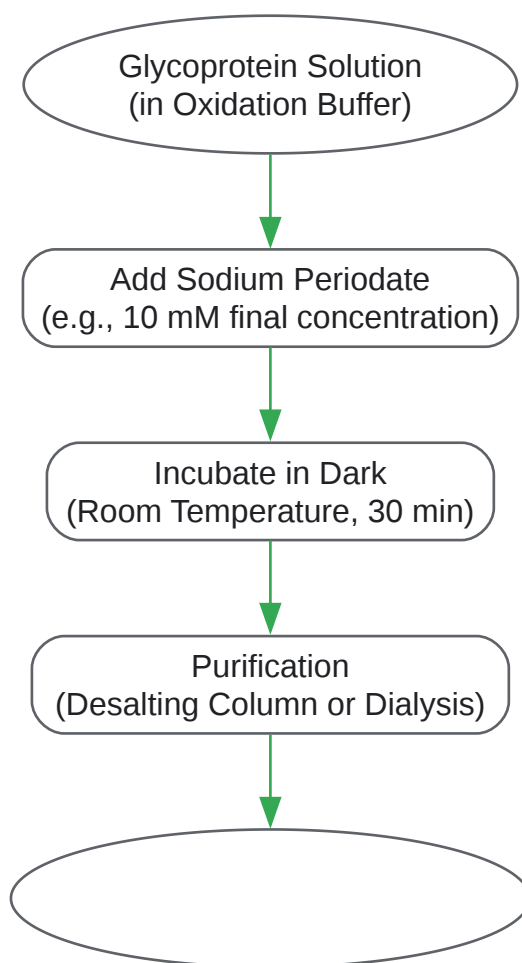 Glycoprotein Solution
(in Oxidation Buffer)
Add Sodium Periodate
(e.g., 10 mM final concentration)
Incubate in Dark
(Room Temperature, 30 min)
Purification
(Desalting Column or Dialysis)